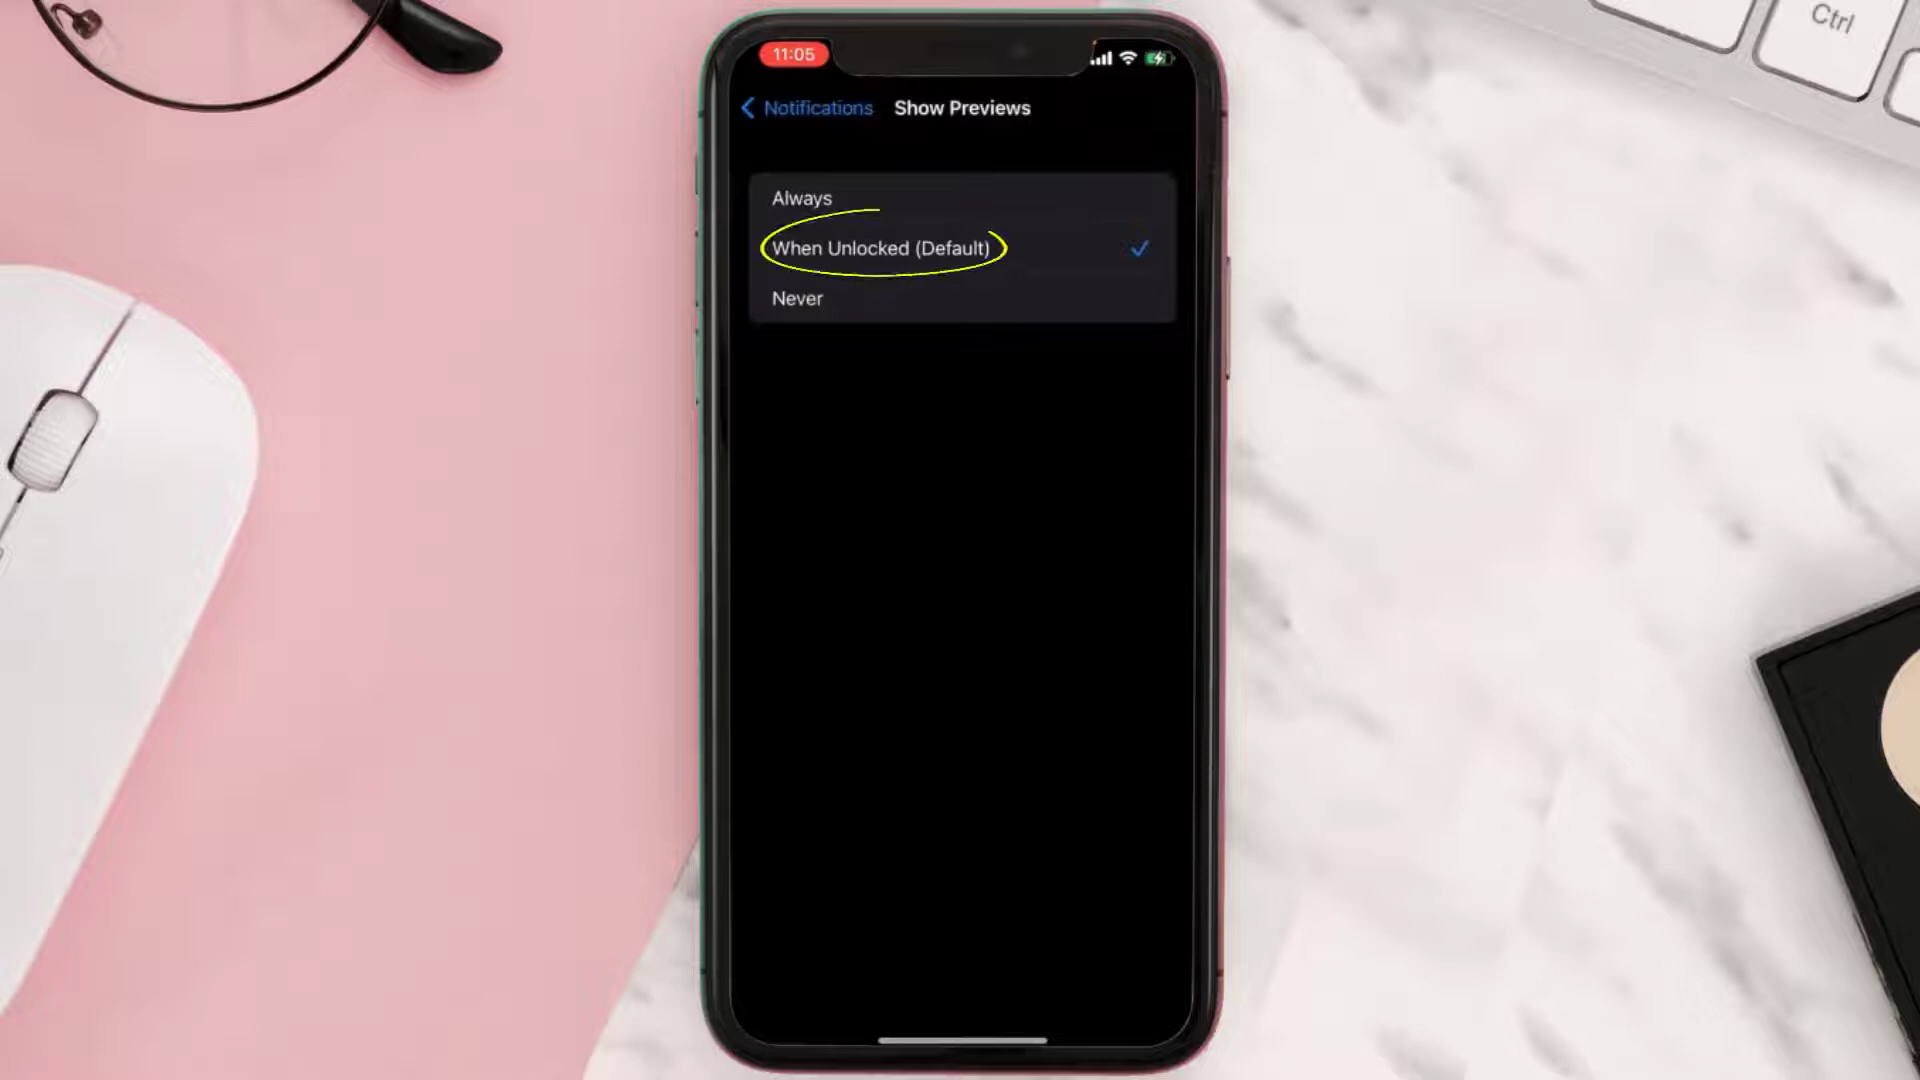 Ctrl
11:05
Notifications
Show Previews
Always
When Unlocked (Default)
Never